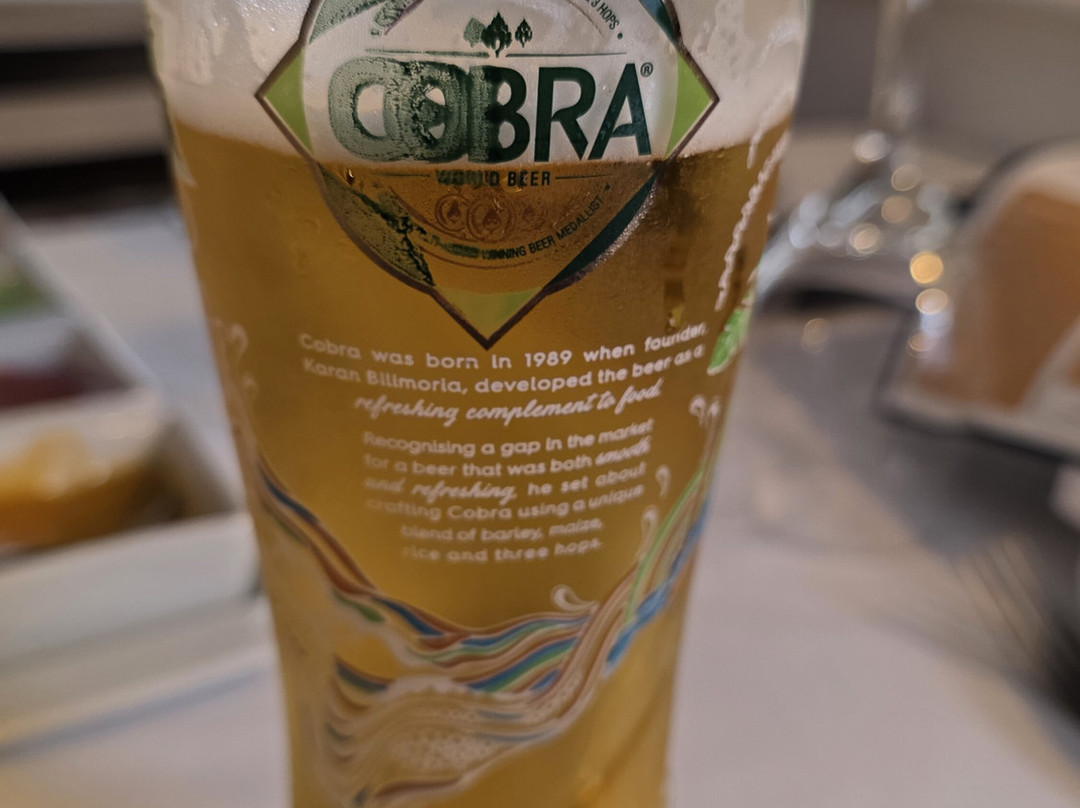 3 HOPS •
COBRA®
WORLD BEER
WINNING BEER MEDALLIST
Cobra was born in 1989 when founder,
Karan Bilimoria, developed the beer as a
refreshing complement to food.
Recognising a gap in the market
for a beer that was both smooth
and refreshing, he set about
crafting Cobra using a unique
blend of barley, maize,
rice and three hops.